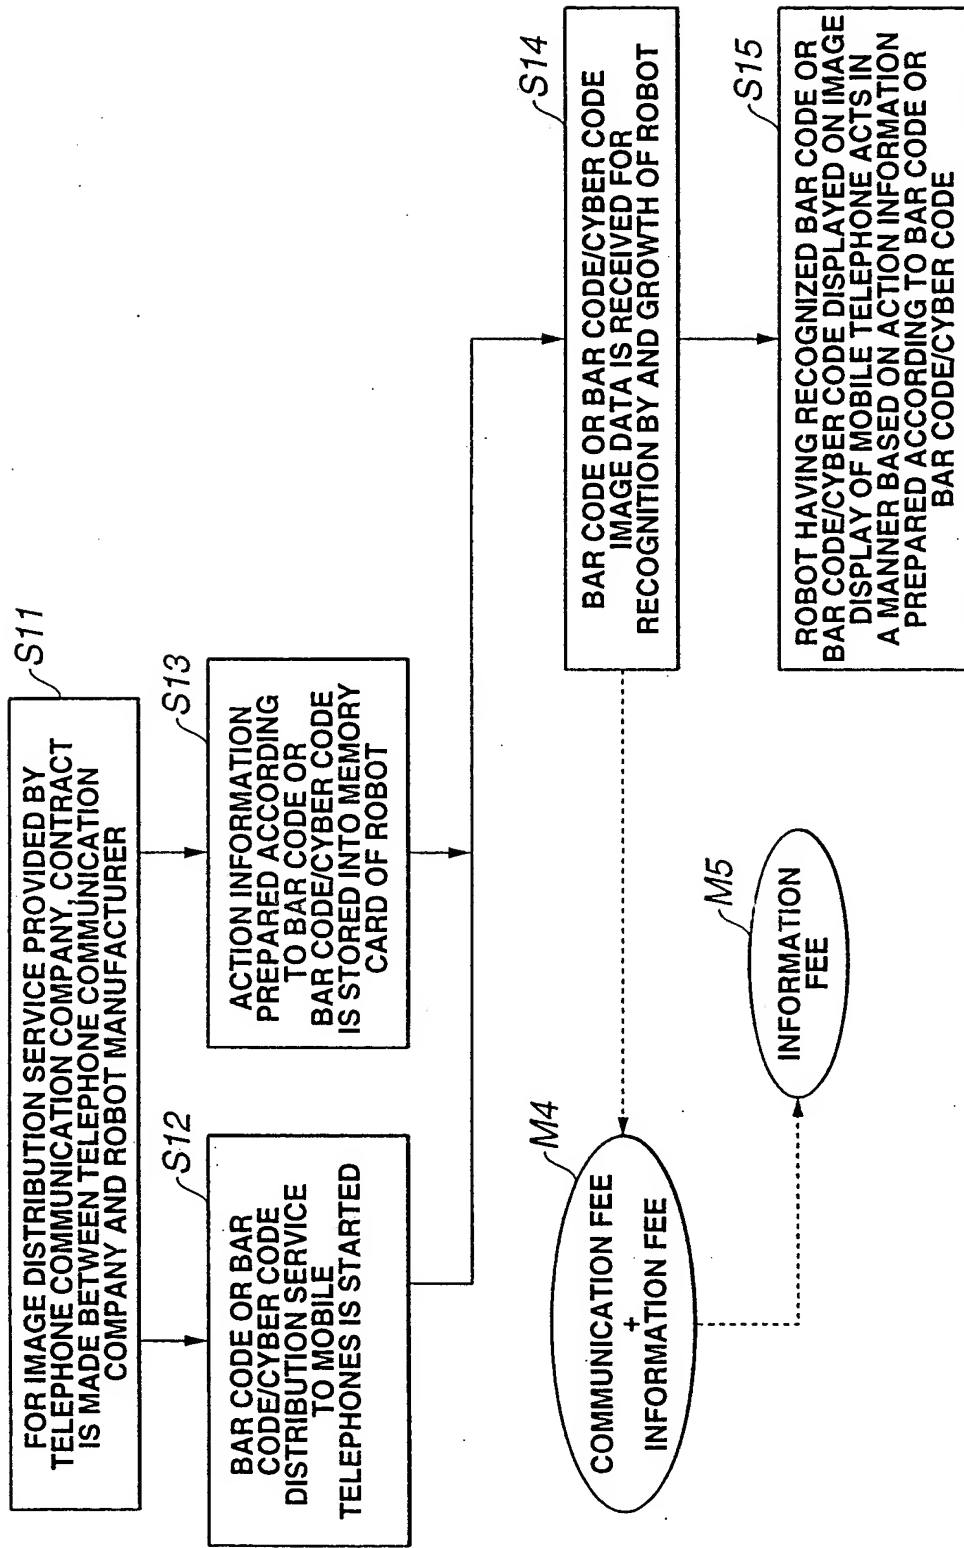 S11
FOR IMAGE DISTRIBUTION SERVICE PROVIDED BY
TELEPHONE COMMUNICATION COMPANY, CONTRACT
IS MADE BETWEEN TELEPHONE COMMUNICATION
COMPANY AND ROBOT MANUFACTURER
S12
BAR CODE OR BAR
CODE/CYBER CODE
DISTRIBUTION SERVICE
TO MOBILE
TELEPHONES IS STARTED
S13
ACTION INFORMATION
PREPARED ACCORDING
TO BAR CODE OR
BAR CODE/CYBER CODE
IS STORED INTO MEMORY
CARD OF ROBOT
S14
BAR CODE OR BAR CODE/CYBER CODE
IMAGE DATA IS RECEIVED FOR
RECOGNITION BY AND GROWTH OF ROBOT
M4
COMMUNICATION FEE
+
INFORMATION FEE
M5
INFORMATION
FEE
S15
ROBOT HAVING RECOGNIZED BAR CODE OR
BAR CODE/CYBER CODE DISPLAYED ON IMAGE
DISPLAY OF MOBILE TELEPHONE ACTS IN
A MANNER BASED ON ACTION INFORMATION
PREPARED ACCORDING TO BAR CODE OR
BAR CODE/CYBER CODE